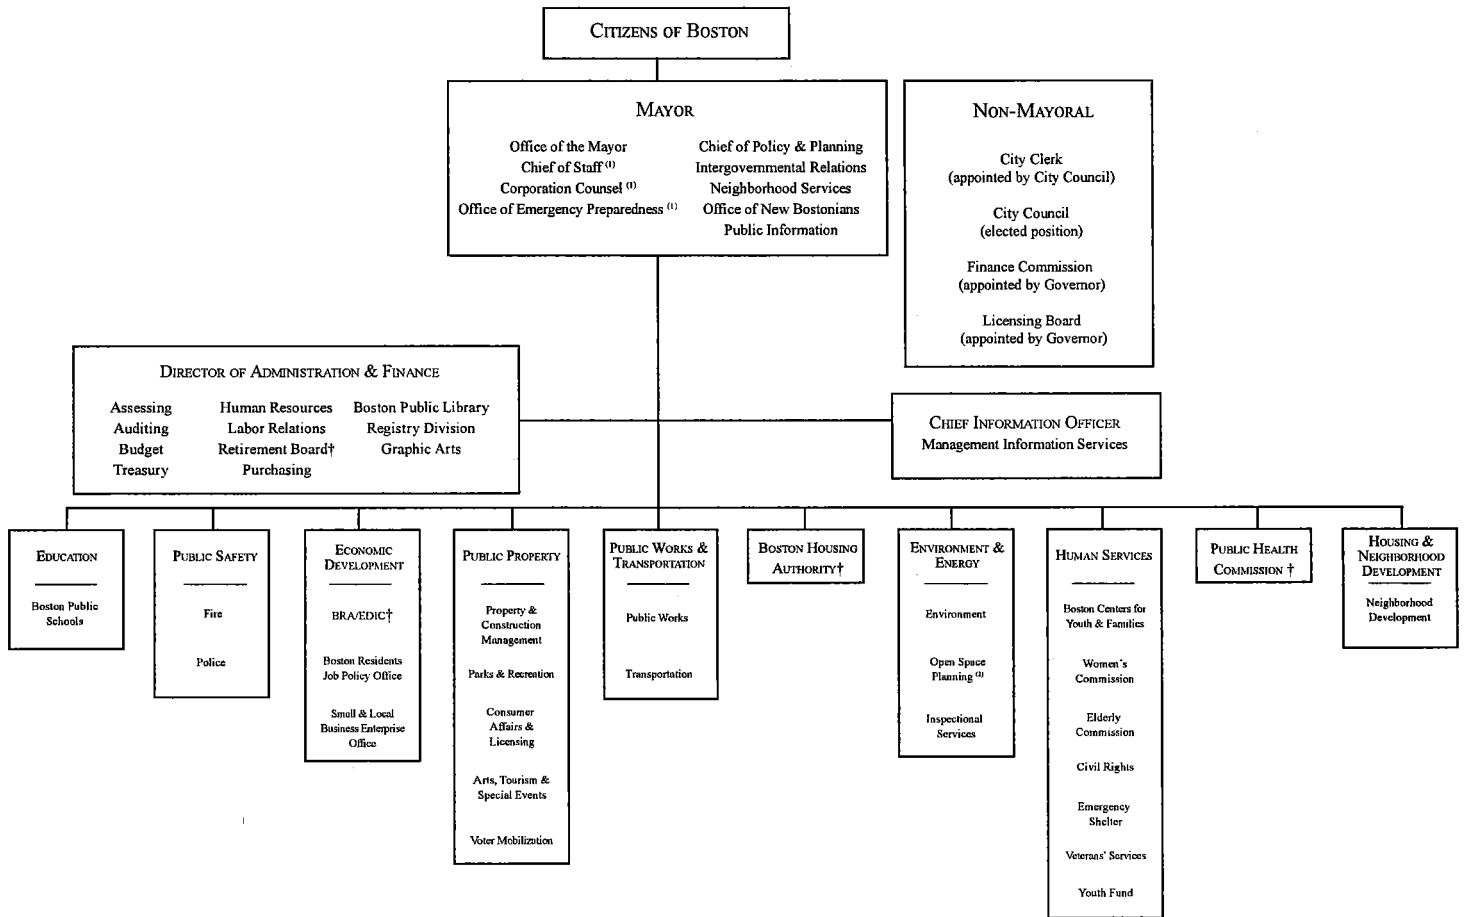 CITIZENS OF BOSTON
MAYOR
Office of the Mayor
Chief of Staff (1)
Corporation Counsel (1)
Office of Emergency Preparedness (1)
Chief of Policy & Planning
Intergovernmental Relations
Neighborhood Services
Office of New Bostonians
Public Information
NON-MAYORAL
City Clerk
(appointed by City Council)
City Council
(elected position)
Finance Commission
(appointed by Governor)
Licensing Board
(appointed by Governor)
DIRECTOR OF ADMINISTRATION & FINANCE
Assessing
Auditing
Budget
Treasury
Human Resources
Labor Relations
Retirement Board†
Purchasing
Boston Public Library
Registry Division
Graphic Arts
CHIEF INFORMATION OFFICER
Management Information Services
EDUCATION
Boston Public
Schools
PUBLIC SAFETY
Fire
Police
ECONOMIC
DEVELOPMENT
BRA/EDIC†
Boston Residents
Job Policy Office
Small & Local
Business Enterprise
Office
PUBLIC PROPERTY
Property &
Construction
Management
Parks & Recreation
Consumer
Affairs &
Licensing
Arts, Tourism &
Special Events
Voter Mobilization
PUBLIC WORKS &
TRANSPORTATION
Public Works
Transportation
BOSTON HOUSING
AUTHORITY†
ENVIRONMENT &
ENERGY
Environment
Open Space
Planning (2)
Inspectional
Services
HUMAN SERVICES
Boston Centers for
Youth & Families
Women's
Commission
Elderly
Commission
Civil Rights
Emergency
Shelter
Veterans' Services
Youth Fund
PUBLIC HEALTH
COMMISSION †
HOUSING &
NEIGHBORHOOD
DEVELOPMENT
Neighborhood
Development